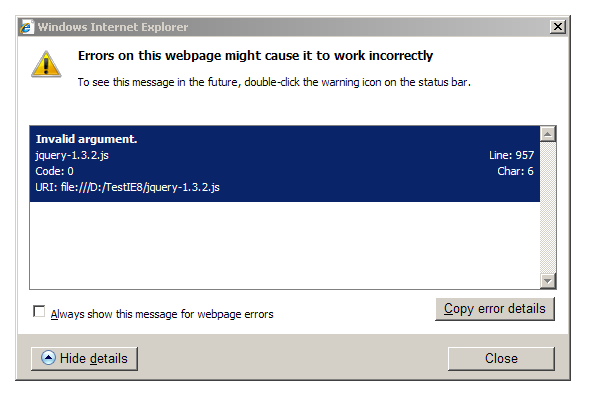 Windows Internet Explorer
Errors on this webpage might cause it to work incorrectly
To see this message in the future, double-click the warning icon on the status bar.
Invalid argument.
jquery-1.3.2.js Line: 957
Code: 0 Char: 6
URI: file:///D:/TestIE8/jquery-1.3.2.js
Always show this message for webpage errors
Copy error details
Hide details
Close